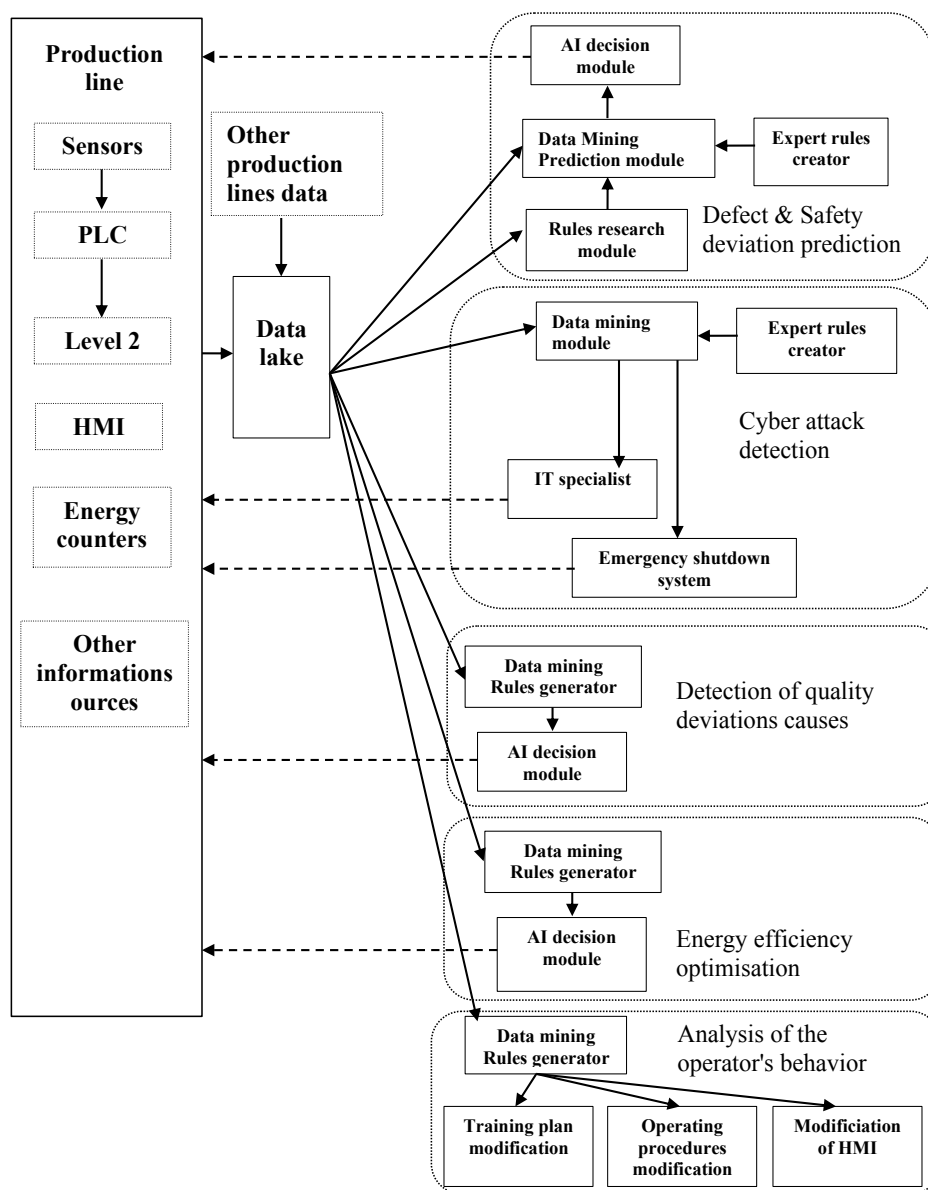 Production
line
Sensors
PLC
Level 2
HMI
Energy
counters
Other
informations
ources
Other
production
lines data
Data
lake
AI decision
module
Data Mining
Prediction module
Expert rules
creator
Rules research
module
Defect & Safety
deviation prediction
Data mining
module
Expert rules
creator
Cyber attack
detection
IT specialist
Emergency shutdown
system
Data mining
Rules generator
Detection of quality
deviations causes
AI decision
module
Data mining
Rules generator
AI decision
module
Energy efficiency
optimisation
Data mining
Rules generator
Analysis of the
operator's behavior
Training plan
modification
Operating
procedures
modification
Modificiation
of HMI